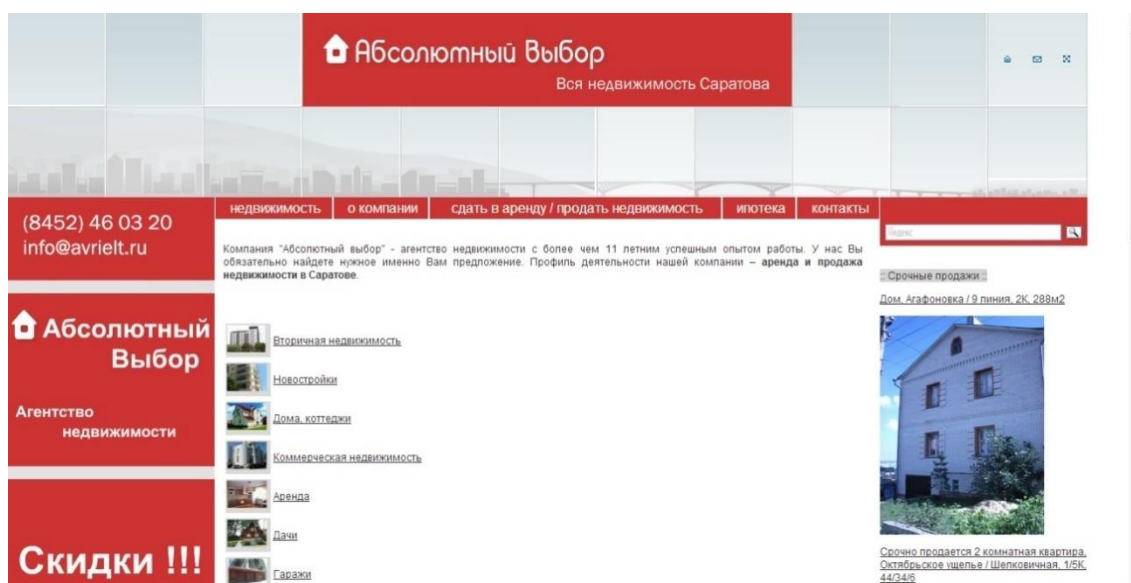 Абсолютный Выбор
Вся недвижимость Саратова
(8452) 46 03 20
info@avrielt.ru
недвижимость
о компании
сдать в аренду / продать недвижимость
ипотека
контакты
Яндекс
Компания "Абсолютный выбор" - агентство недвижимости с более чем 11 летним успешным опытом работы. У нас Вы
обязательно найдете нужное именно Вам предложение. Профиль деятельности нашей компании – аренда и продажа
недвижимости в Саратове.
Абсолютный
Выбор
Агентство
недвижимости
Скидки !!!
Вторичная недвижимость
Новостройки
Дома, коттеджи
Коммерческая недвижимость
Аренда
Дачи
Гаражи
:: Срочные продажи ::
Дом, Агафоновка / 9 линия, 2К, 288м2
Срочно продается 2 комнатная квартира,
Октябрьское ущелье / Шелковичная, 1/5К,
44/34/6